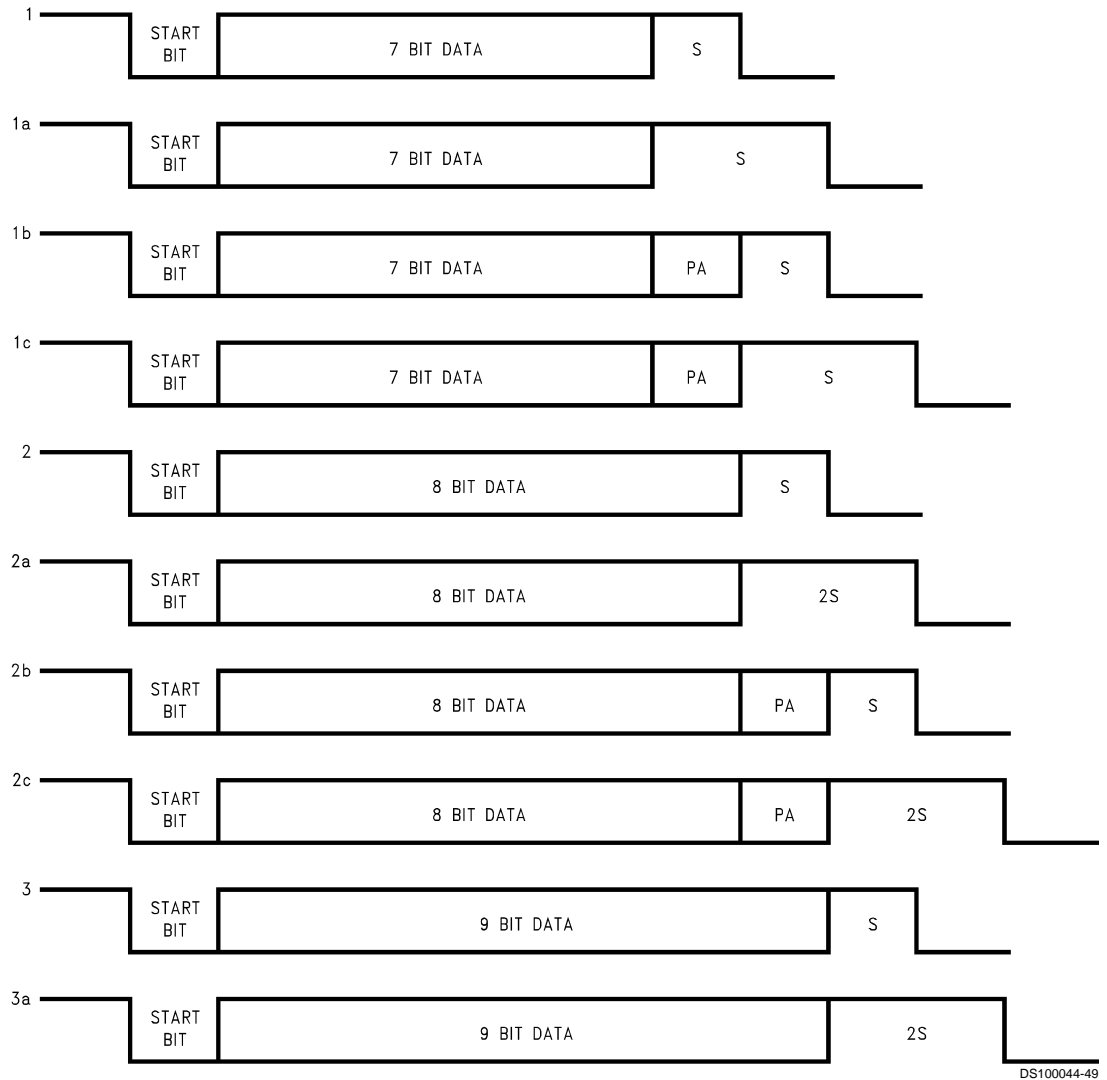 1
START
BIT
7 BIT DATA
S
1a
START
BIT
7 BIT DATA
S
1b
START
BIT
7 BIT DATA
PA
S
1c
START
BIT
7 BIT DATA
PA
S
2
START
BIT
8 BIT DATA
S
2a
START
BIT
8 BIT DATA
2S
2b
START
BIT
8 BIT DATA
PA
S
2c
START
BIT
8 BIT DATA
PA
2S
3
START
BIT
9 BIT DATA
S
3a
START
BIT
9 BIT DATA
2S
DS100044-49